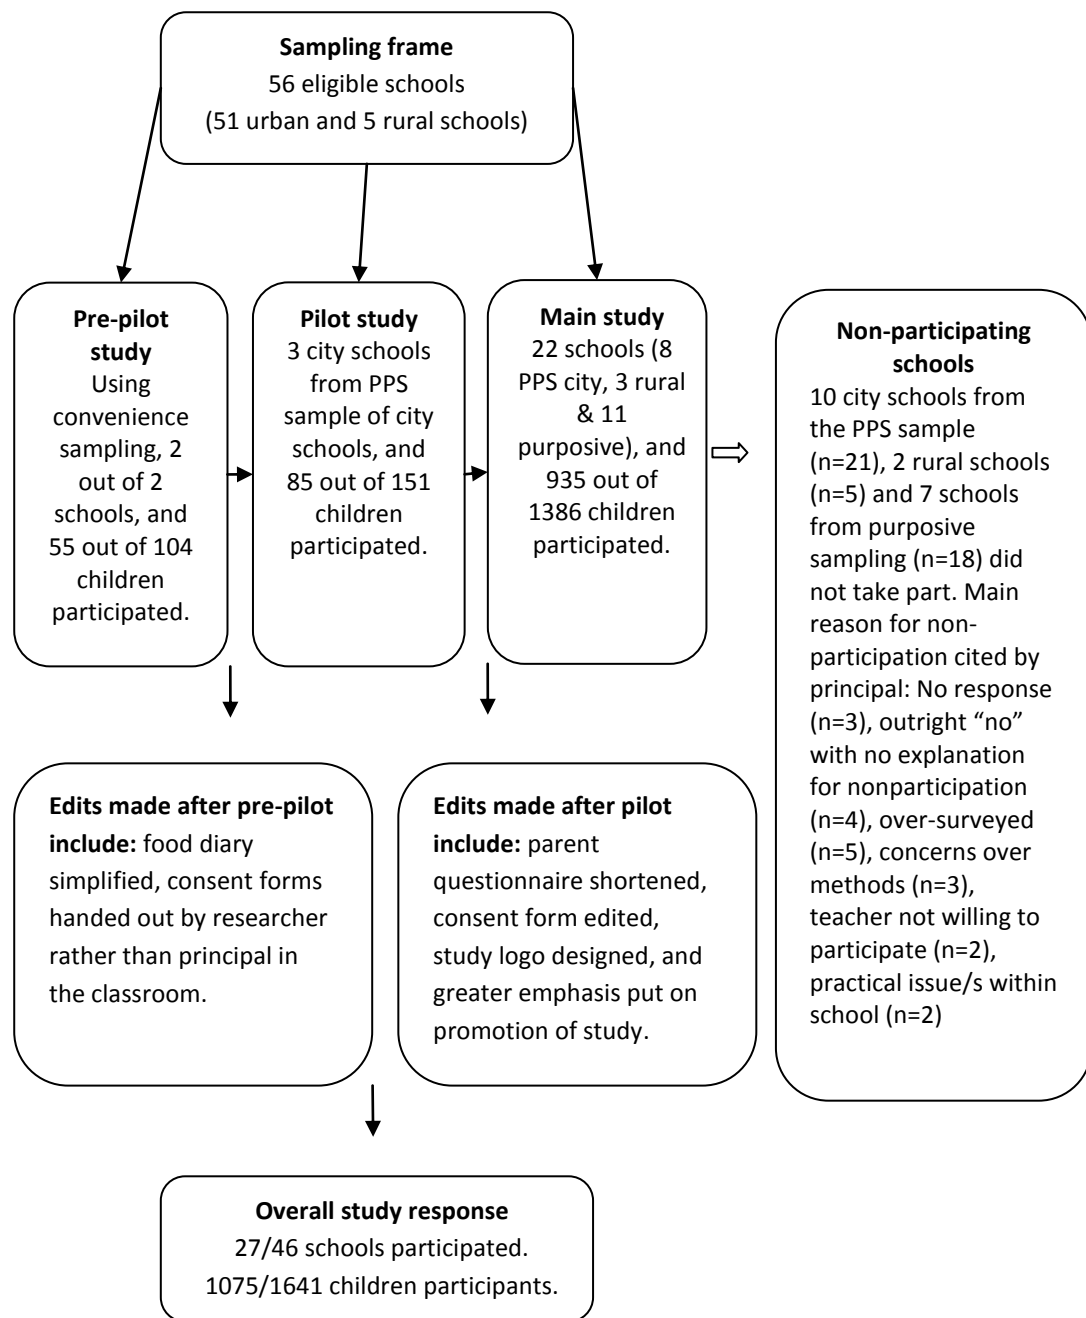 Sampling frame
56 eligible schools
(51 urban and 5 rural schools)
Pre-pilot
study
Using
convenience
sampling, 2
out of 2
schools, and
55 out of 104
children
participated.
Pilot study
3 city schools
from PPS
sample of city
schools, and
85 out of 151
children
participated.
Main study
22 schools (8
PPS city, 3 rural
& 11
purposive), and
935 out of
1386 children
participated.
Non-participating
schools
10 city schools from
the PPS sample
(n=21), 2 rural schools
(n=5) and 7 schools
from purposive
sampling (n=18) did
not take part. Main
reason for non-
participation cited by
principal: No response
(n=3), outright “no”
with no explanation
for nonparticipation
(n=4), over-surveyed
(n=5), concerns over
methods (n=3),
teacher not willing to
participate (n=2),
practical issue/s within
school (n=2)
Edits made after pre-pilot
include: food diary
simplified, consent forms
handed out by researcher
rather than principal in
the classroom.
Edits made after pilot
include: parent
questionnaire shortened,
consent form edited,
study logo designed, and
greater emphasis put on
promotion of study.
Overall study response
27/46 schools participated.
1075/1641 children participants.